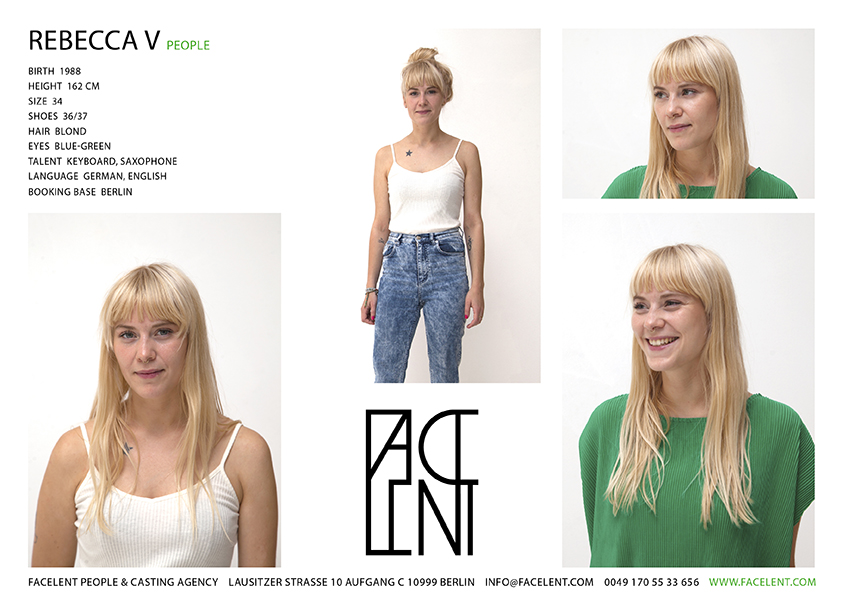 REBECCA V PEOPLE
BIRTH 1988
HEIGHT 162 CM
SIZE 34
SHOES 36/37
HAIR BLOND
EYES BLUE-GREEN
TALENT KEYBOARD, SAXOPHONE
LANGUAGE GERMAN, ENGLISH
BOOKING BASE BERLIN
FACE
LENT
FACELENT PEOPLE & CASTING AGENCY LAUSITZER STRASSE 10 AUFGANG C 10999 BERLIN INFO@FACELENT.COM 0049 170 55 33 656 WWW.FACELENT.COM